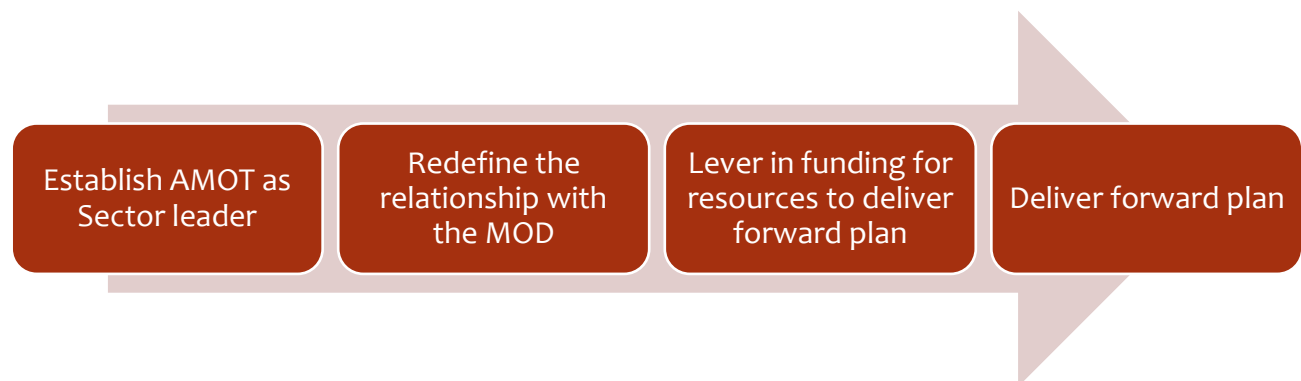 Establish AMOT as
Sector leader
Redefine the
relationship with
the MOD
Lever in funding for
resources to deliver
forward plan
Deliver forward plan